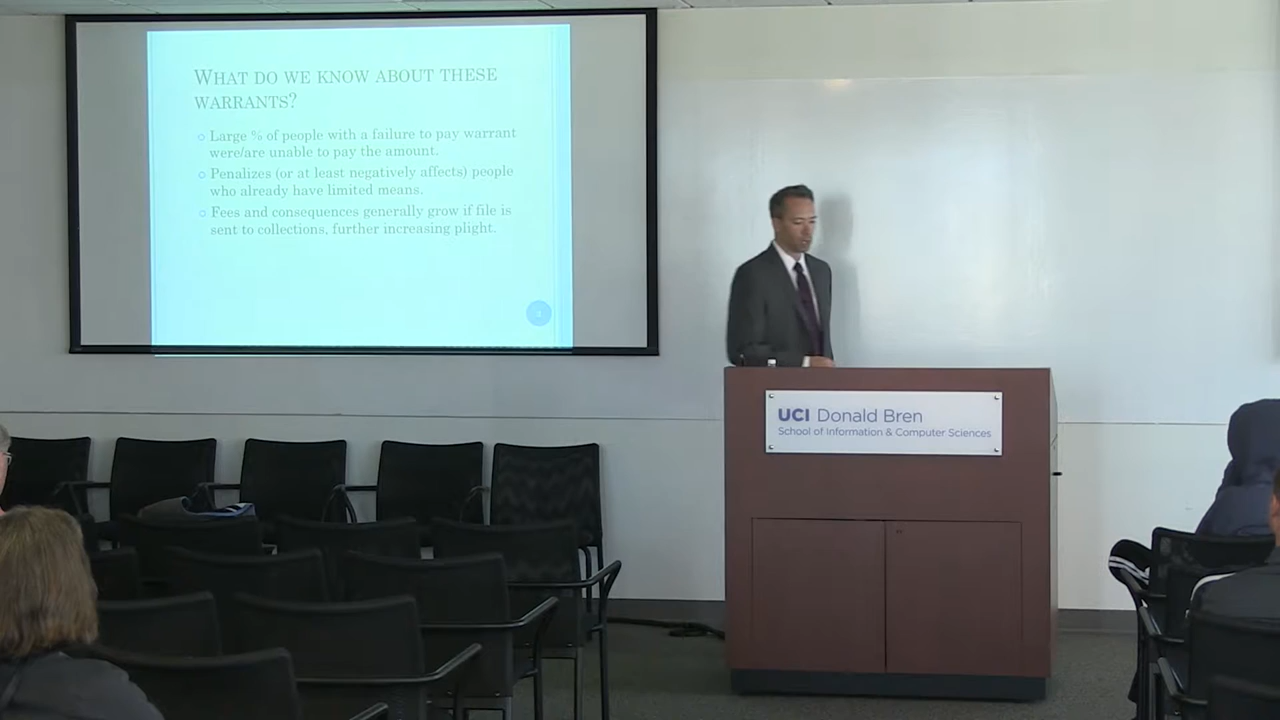 WHAT DO WE KNOW ABOUT THESE
WARRANTS?
Large % of people with a failure to pay warrant
were/are unable to pay the amount.
Penalizes (or at least negatively affects) people
who already have limited means.
Fees and consequences generally grow if file is
sent to collections, further increasing plight.
UCI Donald Bren
School of Information & Computer Sciences